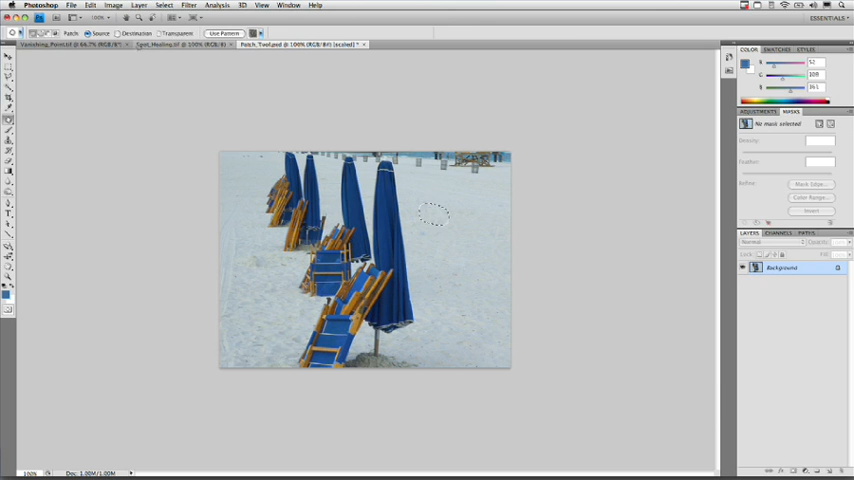 Photoshop File Edit Image Layer Select Filter Analysis 3D View Window Help
100% ESSENTIALS
Patch: Source Destination Transparent Use Pattern
Vanishing_Point.tif @ 66.7% (RGB/8*) Spot_Healing.tif @ 100% (RGB/8) Patch_Tool.psd @ 100% (RGB/8#) [scaled] *
COLOR SWATCHES STYLES
R 52
G 108
B 161
ADJUSTMENTS MASKS
No mask selected
Density:
Feather:
Refine: Mask Edge...
Color Range...
Invert
LAYERS CHANNELS PATHS
Normal Opacity:
Lock: Fill:
Background
100% Doc: 1.00M/1.00M